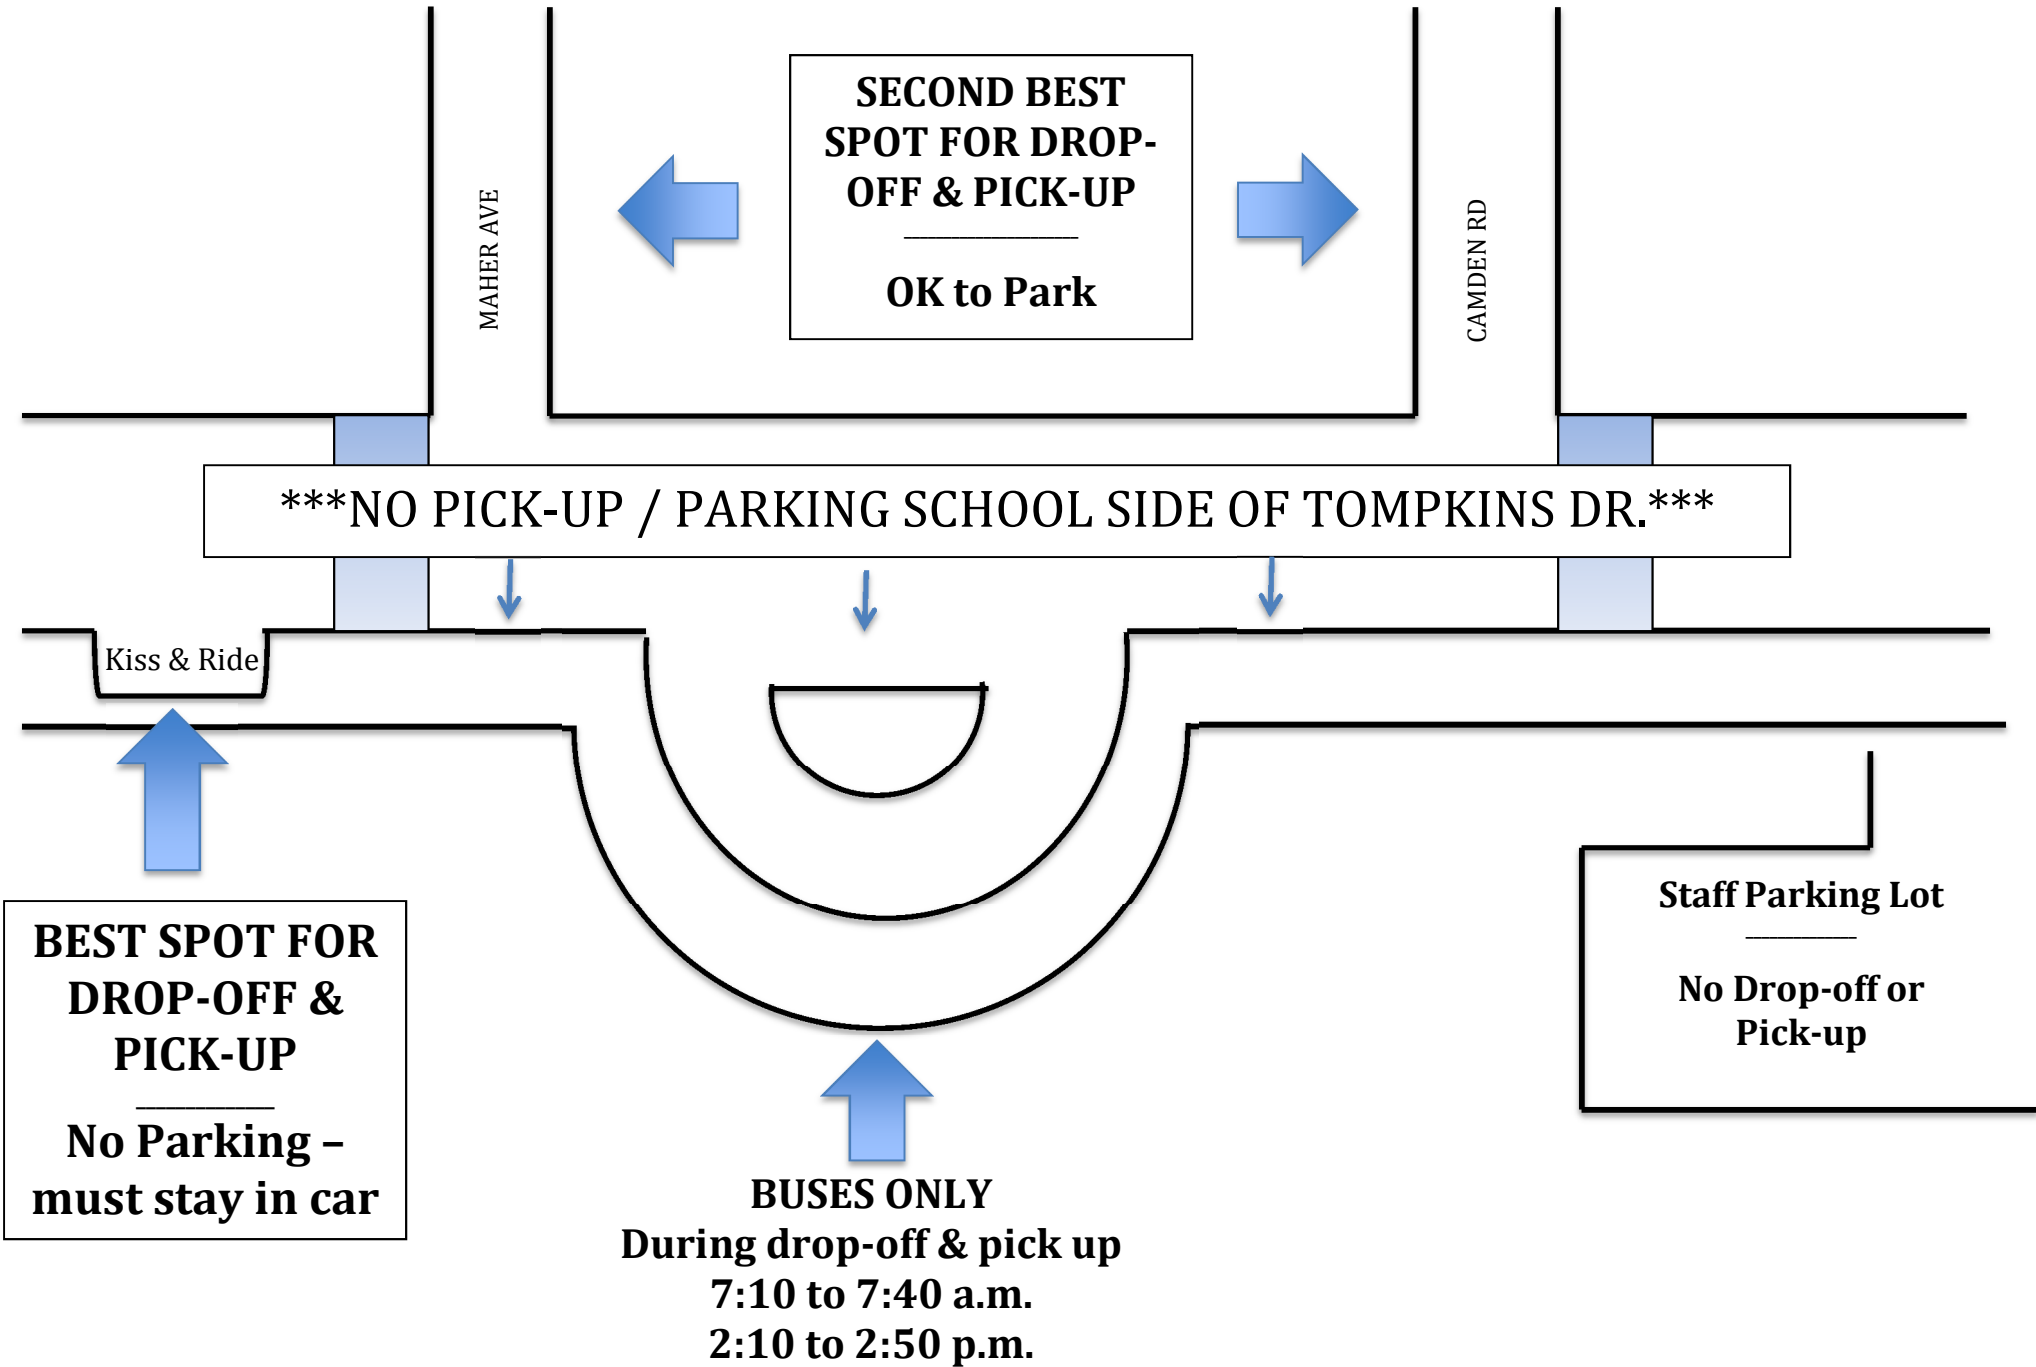 SECOND BEST
SPOT FOR DROP-
OFF & PICK-UP
OK to Park
MAHER AVE
CAMDEN RD
***NO PICK-UP / PARKING SCHOOL SIDE OF TOMPKINS DR.***
Kiss & Ride
BEST SPOT FOR
DROP-OFF &
PICK-UP
No Parking –
must stay in car
BUSES ONLY
During drop-off & pick up
7:10 to 7:40 a.m.
2:10 to 2:50 p.m.
Staff Parking Lot
No Drop-off or
Pick-up